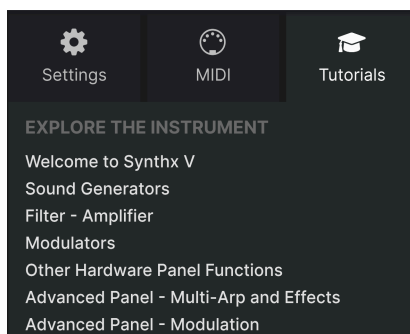 Settings MIDI Tutorials
EXPLORE THE INSTRUMENT
Welcome to Synthx V
Sound Generators
Filter - Amplifier
Modulators
Other Hardware Panel Functions
Advanced Panel - Multi-Arp and Effects
Advanced Panel - Modulation